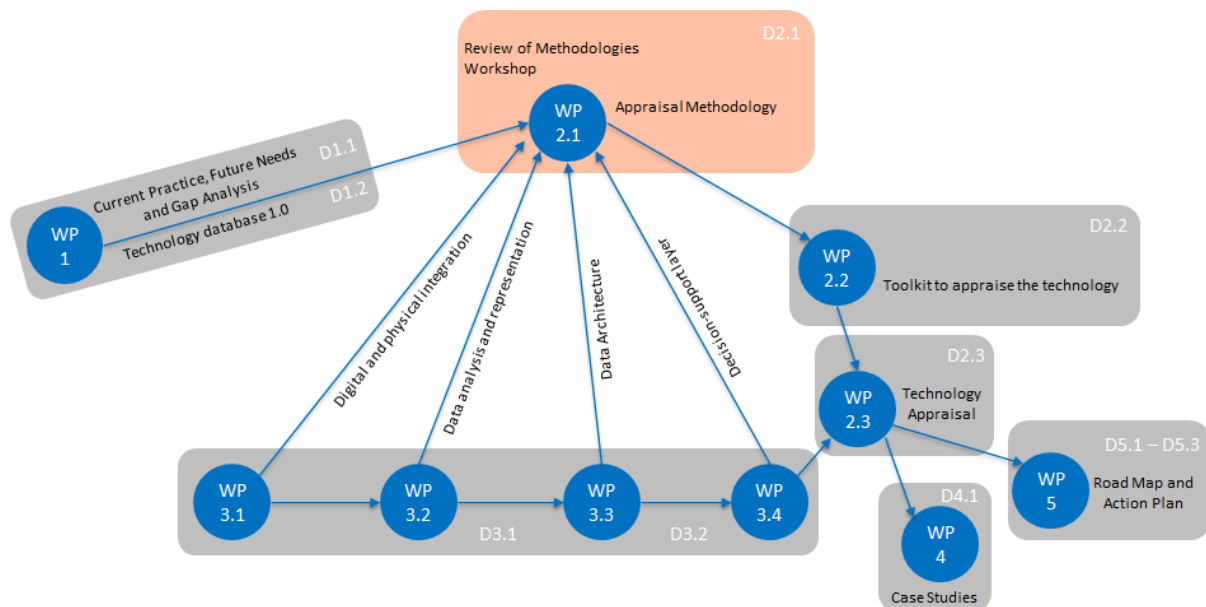 D2.1
Review of Methodologies
Workshop
WP
2.1
Appraisal Methodology
D1.1
Current Practice, Future Needs
and Gap Analysis
D1.2
Technology database 1.0
WP
1
Digital and physical integration
Data analysis and representation
Data Architecture
Decision-support layer
D2.2
WP
2.2
Toolkit to appraise the technology
D2.3
WP
2.3
Technology
Appraisal
WP
3.1
WP
3.2
D3.1
WP
3.3
D3.2
WP
3.4
D4.1
WP
4
Case Studies
D5.1 – D5.3
WP
5
Road Map and
Action Plan